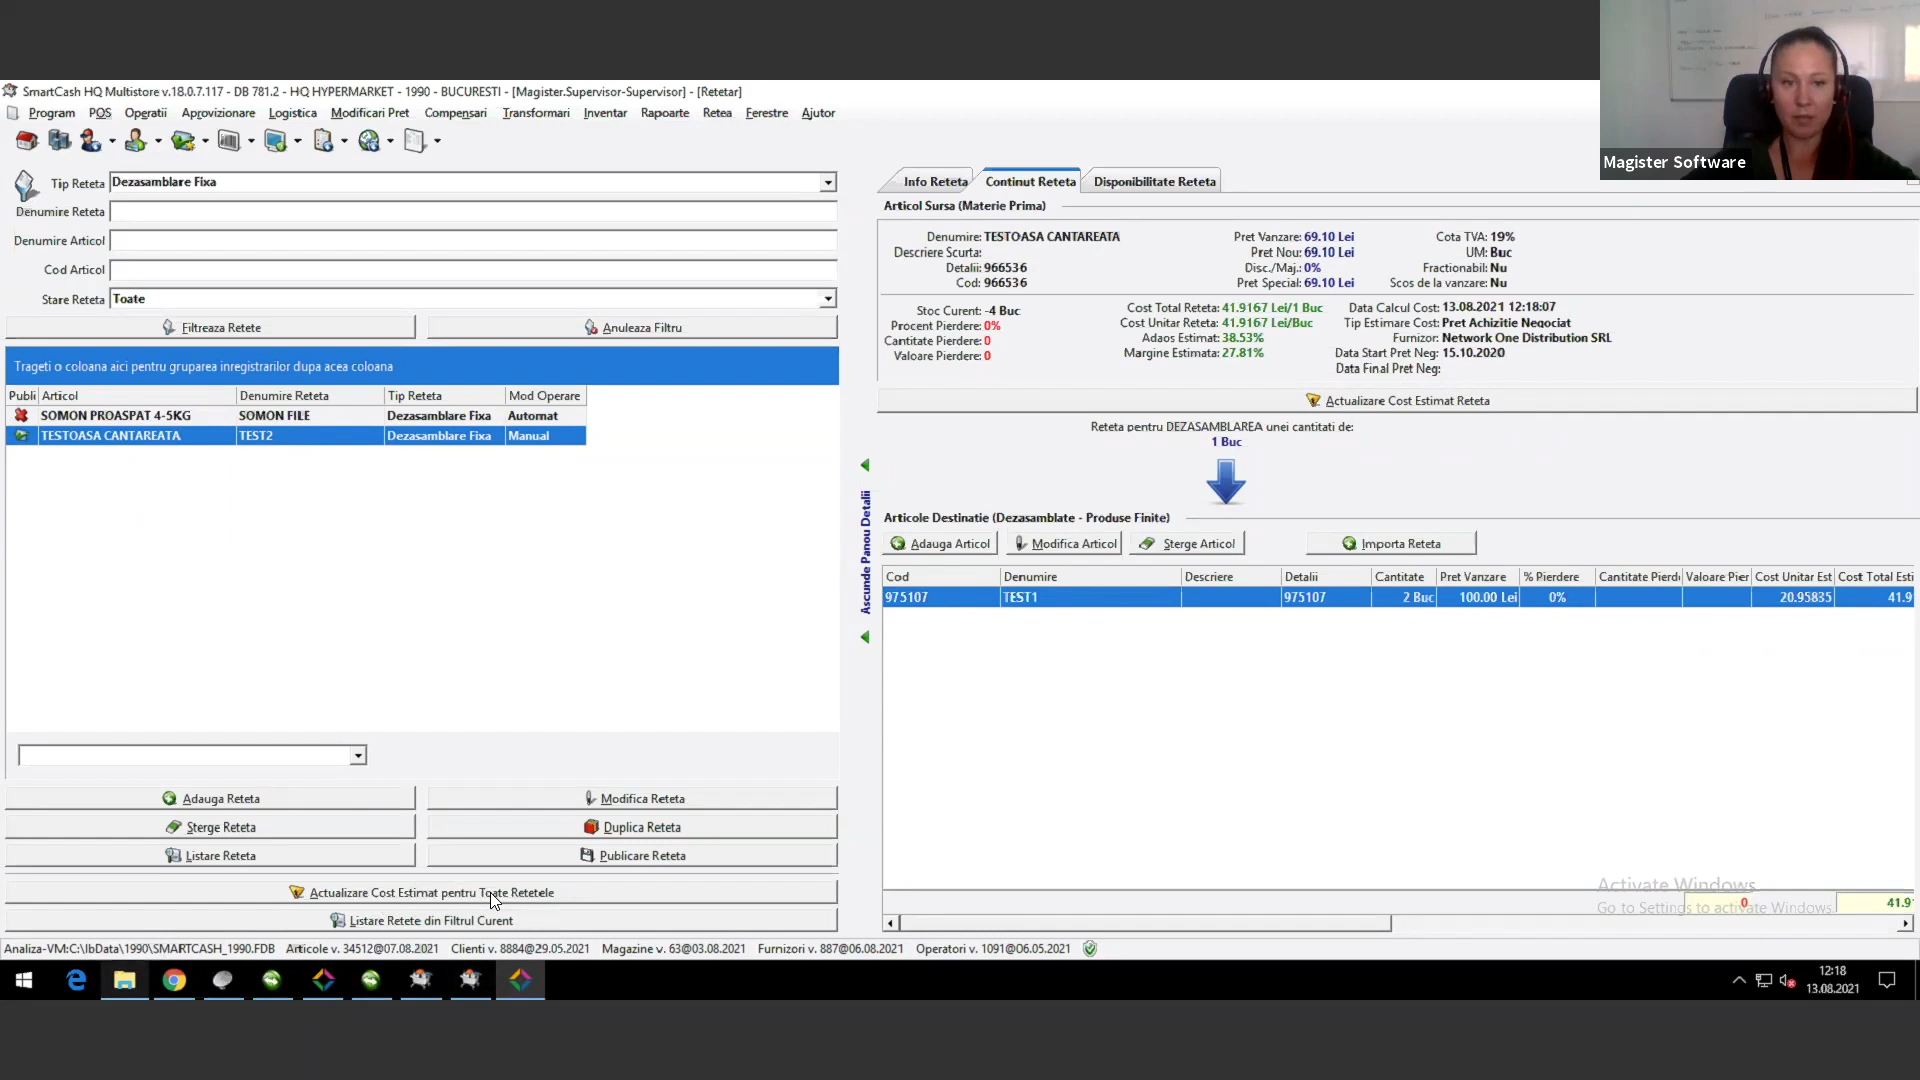 Magister Software
SmartCash HQ Multistore v.18.0.7.117 - DB 781.2 - HQ HYPERMARKET - 1990 - BUCURESTI - [Magister.Supervisor-Supervisor] - [Retetar]
Program POS Operatii Aprovizionare Logistica Modificari Pret Compensari Transformari Inventar Rapoarte Retea Ferestre Ajutor
Tip Reteta Dezasamblare Fixa
Denumire Reteta
Denumire Articol
Cod Articol
Stare Reteta Toate
Filtreaza Retete Anuleaza Filtru
Trageti o coloana aici pentru gruparea inregistrarilor dupa acea coloana
Publi Articol Denumire Reteta Tip Reteta Mod Operare
SOMON PROASPAT 4-5KG SOMON FILE Dezasamblare Fixa Automat
TESTOASA CANTAREATA TEST2 Dezasamblare Fixa Manual
Adauga Reteta Modifica Reteta
Sterge Reteta Duplica Reteta
Listare Reteta Publicare Reteta
Actualizare Cost Estimat pentru Toate Retetele
Listare Retete din Filtrul Curent
Ascunde Panou Detalii
Info Reteta Continut Reteta Disponibilitate Reteta
Articol Sursa (Materie Prima)
Denumire: TESTOASA CANTAREATA Pret Vanzare: 69.10 Lei Cota TVA: 19%
Descriere Scurta: Pret Nou: 69.10 Lei UM: Buc
Detalii: 966536 Disc./Maj.: 0% Fractionabil: Nu
Cod: 966536 Pret Special: 69.10 Lei Scos de la vanzare: Nu
Stoc Curent: -4 Buc Cost Total Reteta: 41.9167 Lei/1 Buc Data Calcul Cost: 13.08.2021 12:18:07
Procent Pierdere: 0% Cost Unitar Reteta: 41.9167 Lei/Buc Tip Estimare Cost: Pret Achizitie Negociat
Cantitate Pierdere: 0 Adaos Estimat: 38.53% Furnizor: Network One Distribution SRL
Valoare Pierdere: 0 Margine Estimata: 27.81% Data Start Pret Neg: 15.10.2020
Data Final Pret Neg:
Actualizare Cost Estimat Reteta
Reteta pentru DEZASAMBLAREA unei cantitati de:
1 Buc
Articole Destinatie (Dezasamblate - Produse Finite)
Adauga Articol Modifica Articol Sterge Articol Importa Reteta
Cod Denumire Descriere Detalii Cantitate Pret Vanzare % Pierdere Cantitate Pierd Valoare Pier Cost Unitar Est Cost Total Esti
975107 TEST1 975107 2 Buc 100.00 Lei 0% 20.95835 41.9
Activate Windows
Go to Settings to activate Windows.
0 41.9
Analiza-VM:C:\IbData\1990\SMARTCASH_1990.FDB Articole v. 34512@07.08.2021 Clienti v. 8884@29.05.2021 Magazine v. 63@03.08.2021 Furnizori v. 887@06.08.2021 Operatori v. 1091@06.05.2021
12:18
13.08.2021